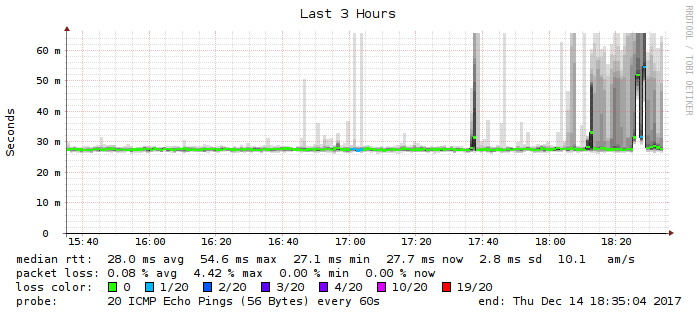 Last 3 Hours
RRDTOOL / TOBI OETIKER
Seconds
60 m
50 m
40 m
30 m
20 m
10 m
0
15:40 16:00 16:20 16:40 17:00 17:20 17:40 18:00 18:20
median rtt: 28.0 ms avg 54.6 ms max 27.1 ms min 27.7 ms now 2.8 ms sd 10.1 am/s
packet loss: 0.08 % avg 4.42 % max 0.00 % min 0.00 % now
loss color: 0 1/20 2/20 3/20 4/20 10/20 19/20
probe: 20 ICMP Echo Pings (56 Bytes) every 60s end: Thu Dec 14 18:35:04 2017